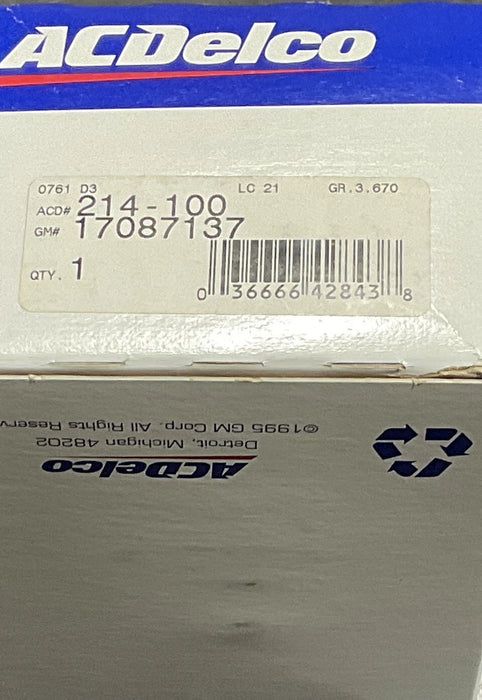 ACDelco
0761 D3 LC 21 GR.3.670
ACD# 214-100
GM# 17087137
QTY. 1
0 36666 42843 8
©1995 GM Corp. All Rights Reserv
Detroit, Michigan 48202
ACDelco